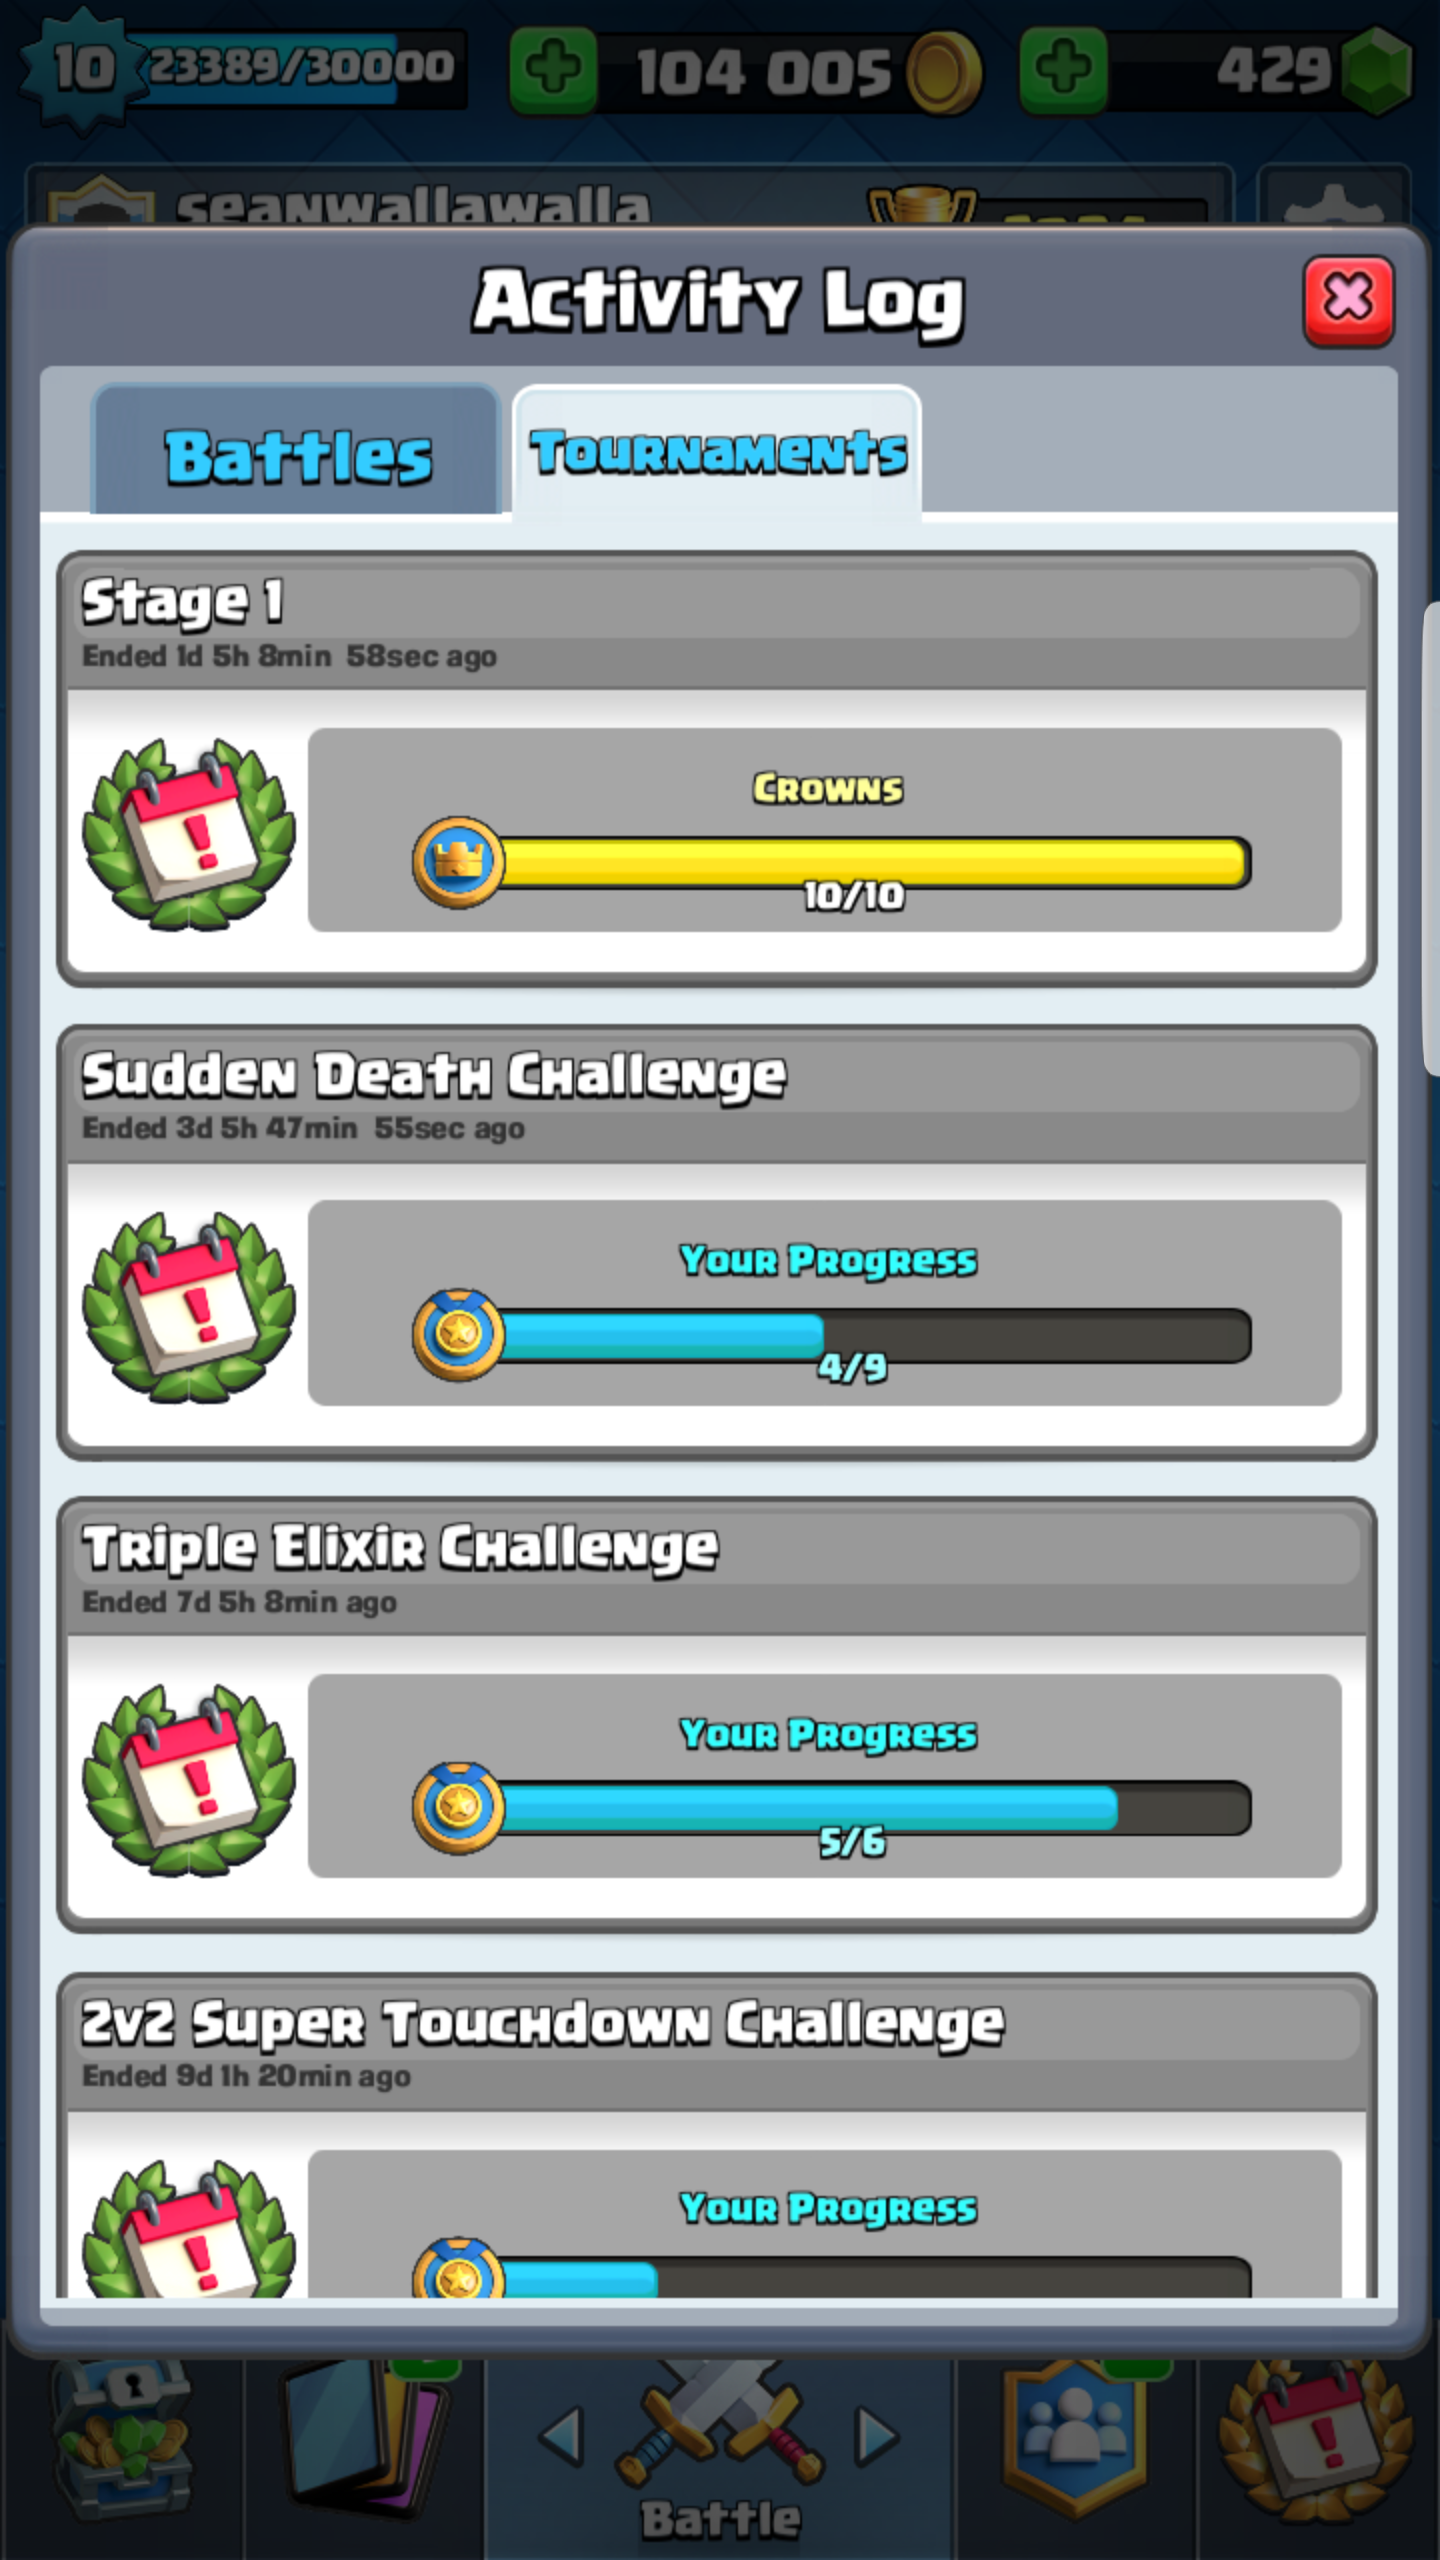 10 23389/30000 104 005 429
seanwallawalla
Activity Log
Battles Tournaments
Stage 1
Ended 1d 5h 8min 58sec ago
Crowns
10/10
Sudden Death Challenge
Ended 3d 5h 47min 55sec ago
Your Progress
4/9
Triple Elixir Challenge
Ended 7d 5h 8min ago
Your Progress
5/6
2v2 Super Touchdown Challenge
Ended 9d 1h 20min ago
Your Progress
Battle